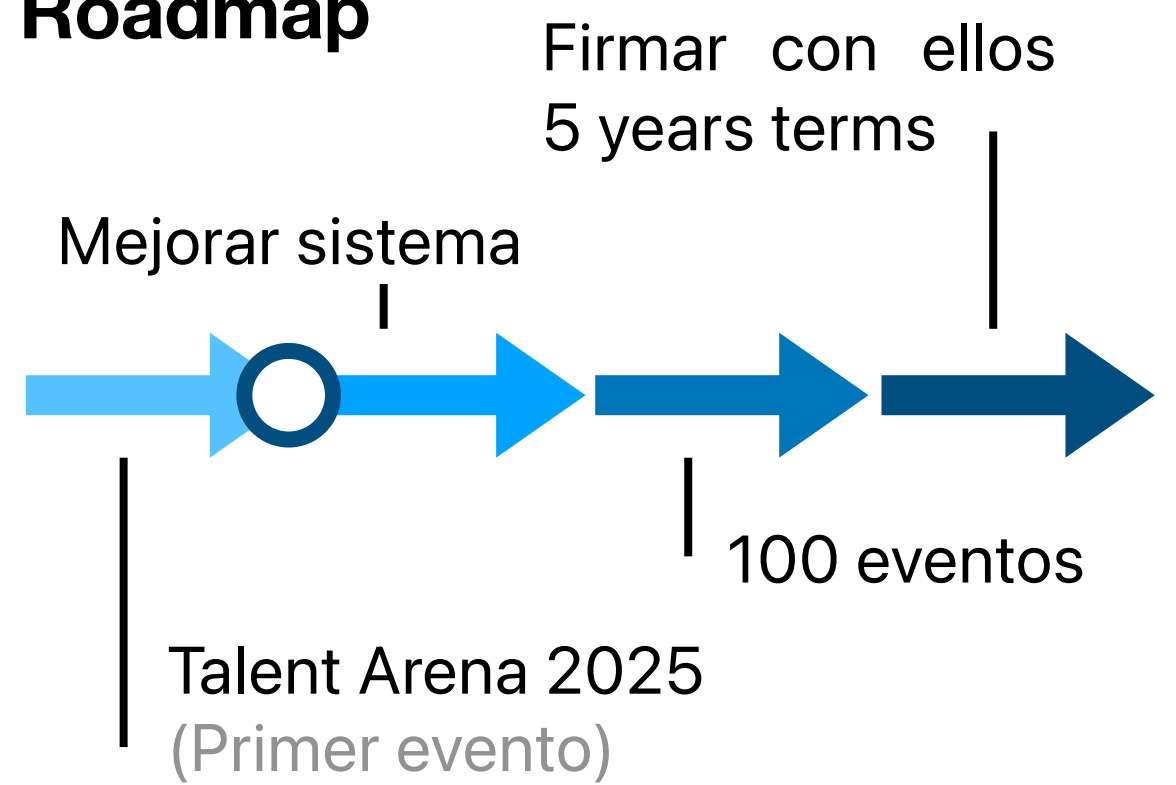 Roadmap
Firmar con ellos
5 years terms
Mejorar sistema
100 eventos
Talent Arena 2025
(Primer evento)